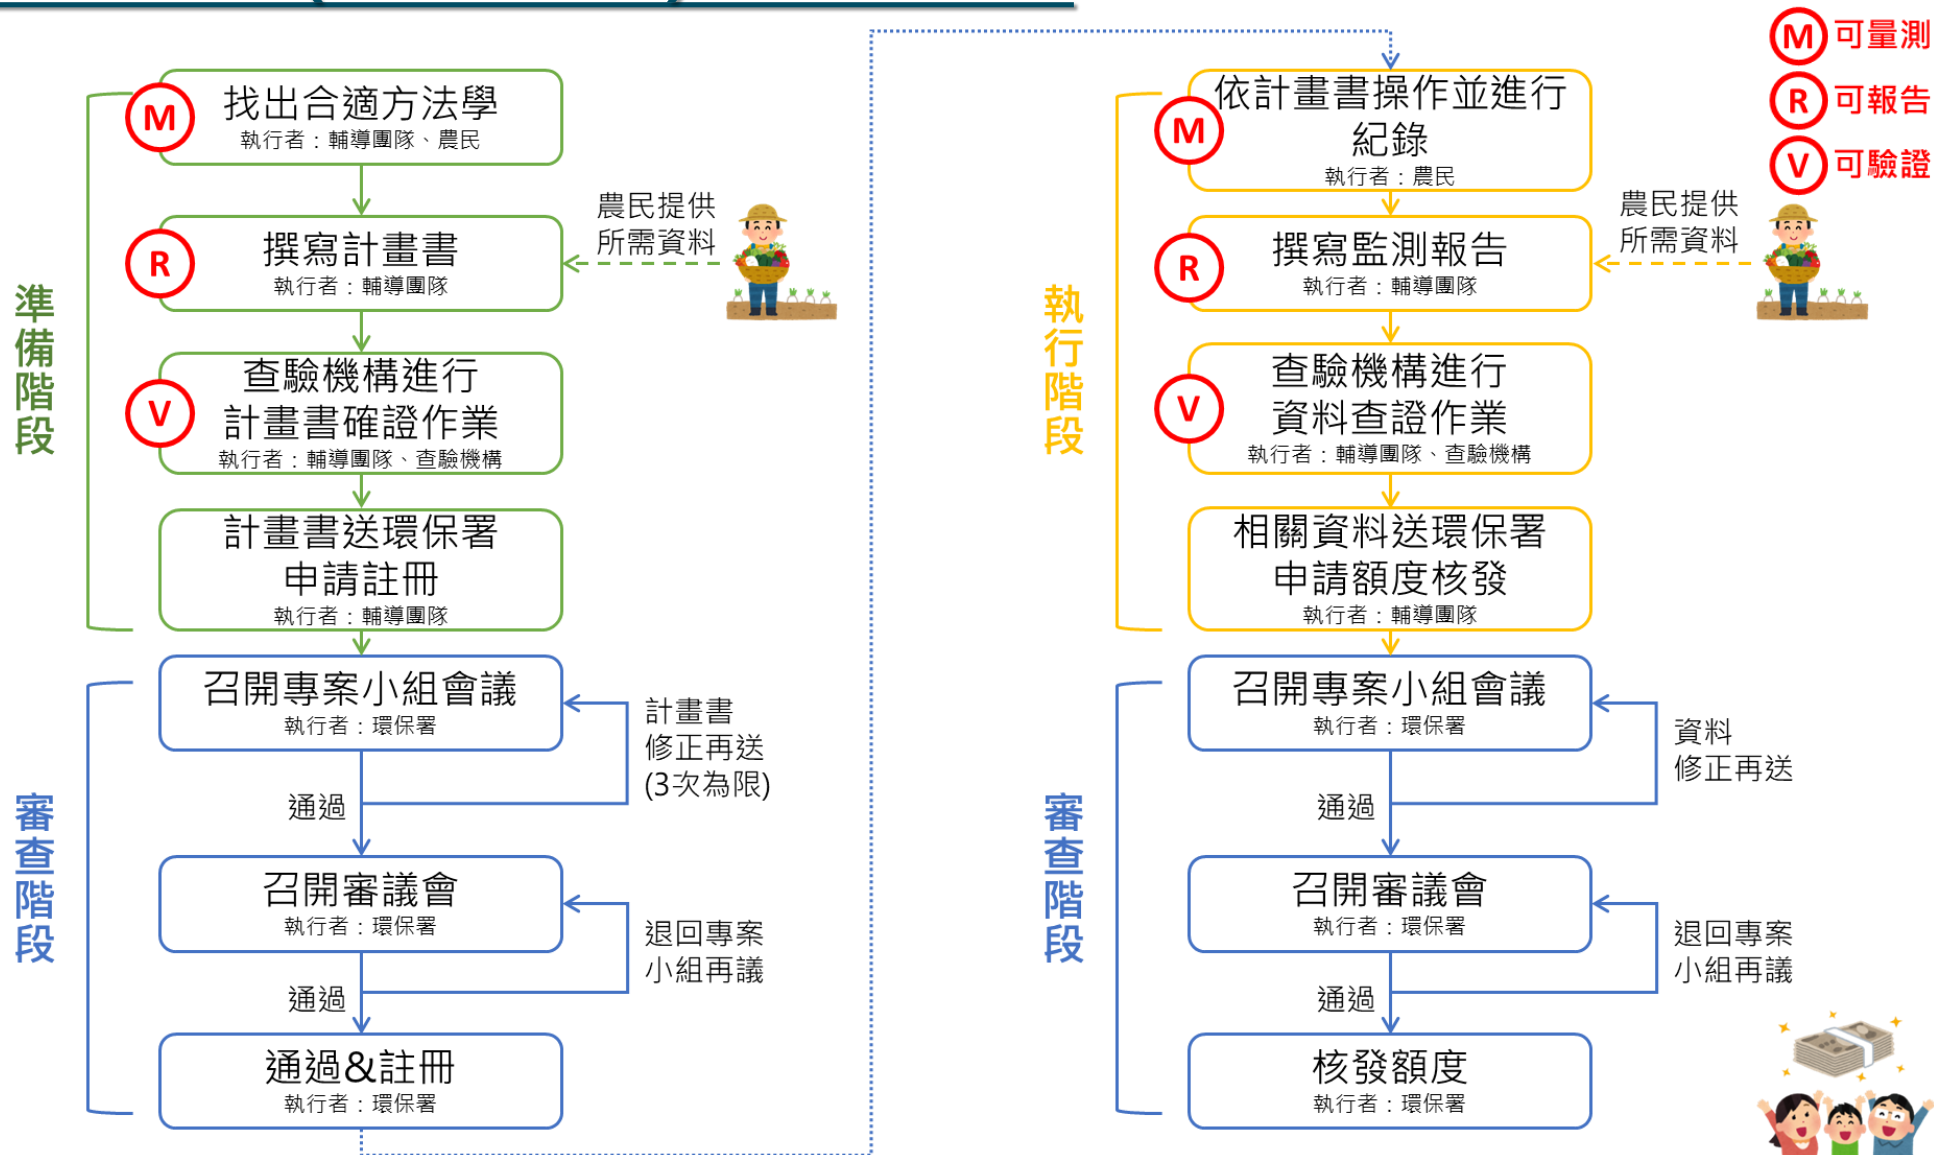 M 可量測
R 可報告
V 可驗證
準備階段
M
找出合適方法學
執行者：輔導團隊、農民
R
撰寫計畫書
執行者：輔導團隊
農民提供
所需資料
V
查驗機構進行
計畫書確證作業
執行者：輔導團隊、查驗機構
計畫書送環保署
申請註冊
執行者：輔導團隊
審查階段
召開專案小組會議
執行者：環保署
計畫書
修正再送
(3次為限)
通過
召開審議會
執行者：環保署
退回專案
小組再議
通過
通過&註冊
執行者：環保署
執行階段
M
依計畫書操作並進行
紀錄
執行者：農民
R
撰寫監測報告
執行者：輔導團隊
農民提供
所需資料
V
查驗機構進行
資料查證作業
執行者：輔導團隊、查驗機構
相關資料送環保署
申請額度核發
執行者：輔導團隊
審查階段
召開專案小組會議
執行者：環保署
資料
修正再送
通過
召開審議會
執行者：環保署
退回專案
小組再議
通過
核發額度
執行者：環保署